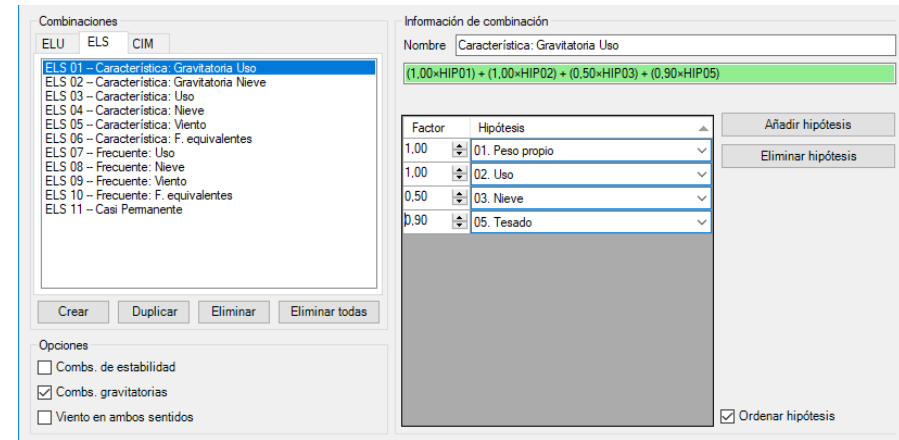 Combinaciones
ELU ELS CIM
ELS 01 – Característica: Gravitatoria Uso
ELS 02 – Característica: Gravitatoria Nieve
ELS 03 – Característica: Uso
ELS 04 – Característica: Nieve
ELS 05 – Característica: Viento
ELS 06 – Característica: F. equivalentes
ELS 07 – Frecuente: Uso
ELS 08 – Frecuente: Nieve
ELS 09 – Frecuente: Viento
ELS 10 – Frecuente: F. equivalentes
ELS 11 – Casi Permanente
Crear Duplicar Eliminar Eliminar todas
Opciones
Combs. de estabilidad
Combs. gravitatorias
Viento en ambos sentidos
Información de combinación
Nombre Característica: Gravitatoria Uso
(1,00×HIP01) + (1,00×HIP02) + (0,50×HIP03) + (0,90×HIP05)
Factor Hipótesis
1,00 01. Peso propio
1,00 02. Uso
0,50 03. Nieve
0,90 05. Tesado
Añadir hipótesis
Eliminar hipótesis
Ordenar hipótesis